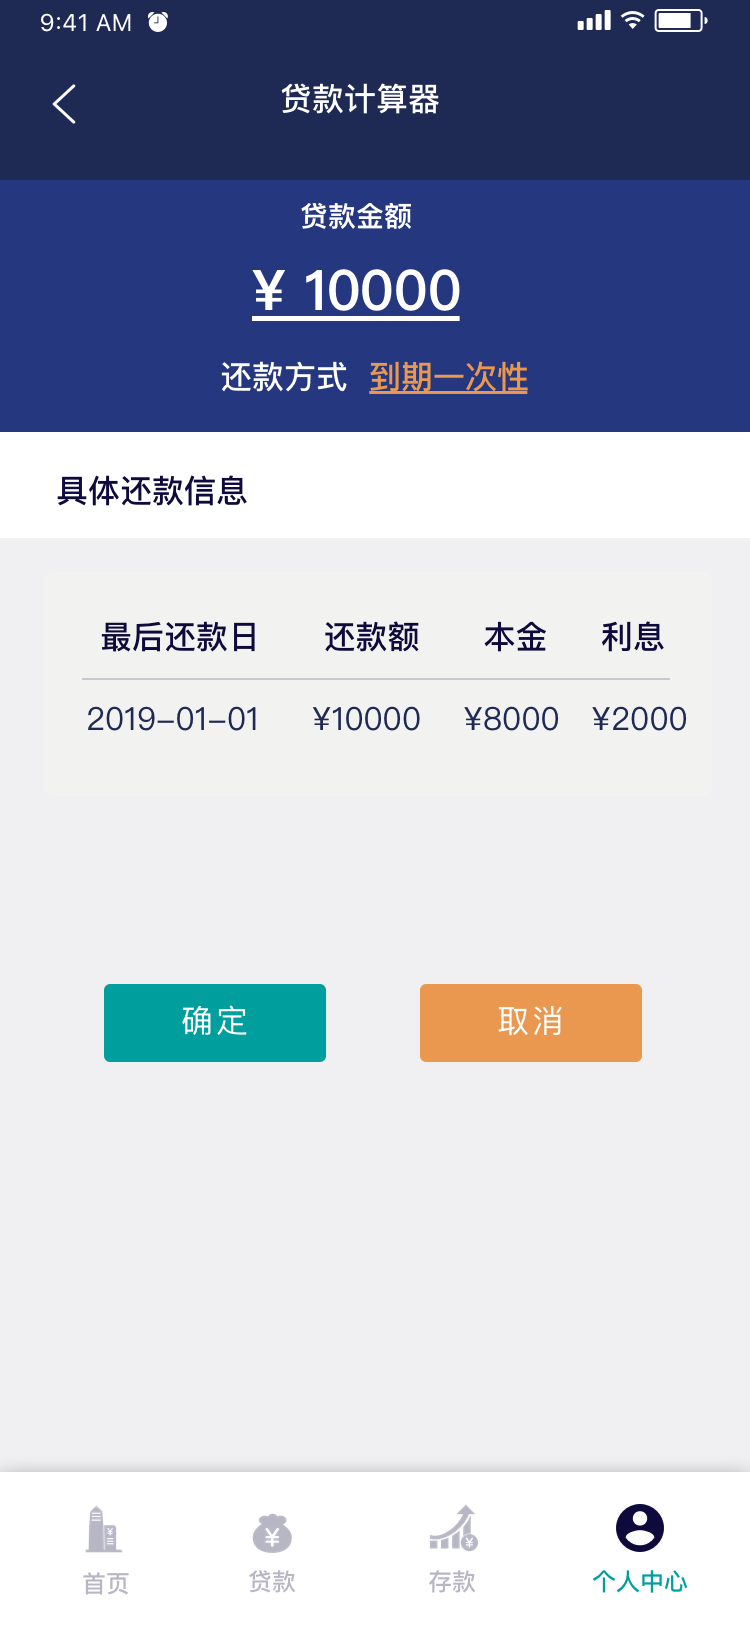 9:41 AM
贷款计算器
贷款金额
¥ 10000
还款方式 到期一次性
具体还款信息
最后还款日 还款额 本金 利息
2019-01-01 ¥10000 ¥8000 ¥2000
确定 取消
首页 贷款 存款 个人中心